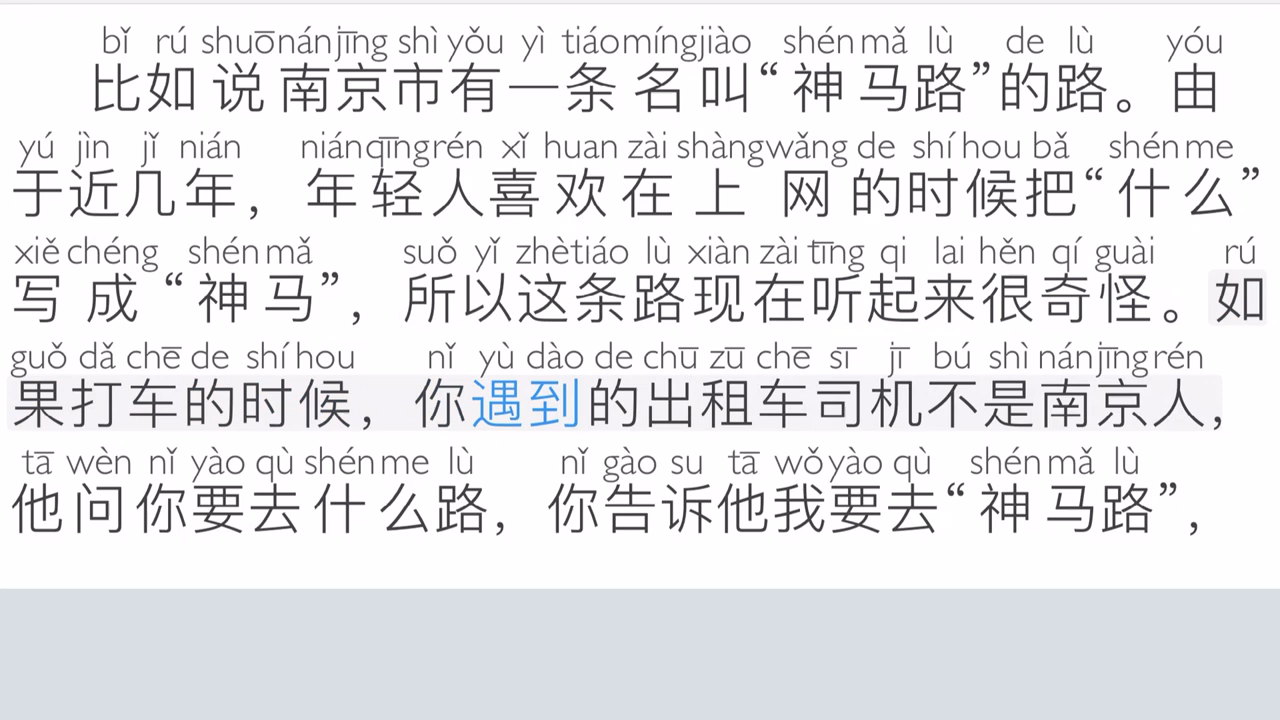 bǐ rú shuō nán jīng shì yǒu yì tiáo míng jiào shén mǎ lù de lù yóu
比如说南京市有一条名叫“神马路”的路。由
yú jìn jǐ nián nián qīng rén xǐ huan zài shàng wǎng de shí hou bǎ shén me
于近几年，年轻人喜欢在上网的时候把“什么”
xiě chéng shén mǎ suǒ yǐ zhè tiáo lù xiàn zài tīng qi lai hěn qí guài rú
写成“神马”，所以这条路现在听起来很奇怪。如
guǒ dǎ chē de shí hou nǐ yù dào de chū zū chē sī jī bú shì nán jīng rén
果打车的时候，你遇到的出租车司机不是南京人，
tā wèn nǐ yào qù shén me lù nǐ gào su tā wǒ yào qù shén mǎ lù
他问你要去什么路，你告诉他我要去“神马路”，